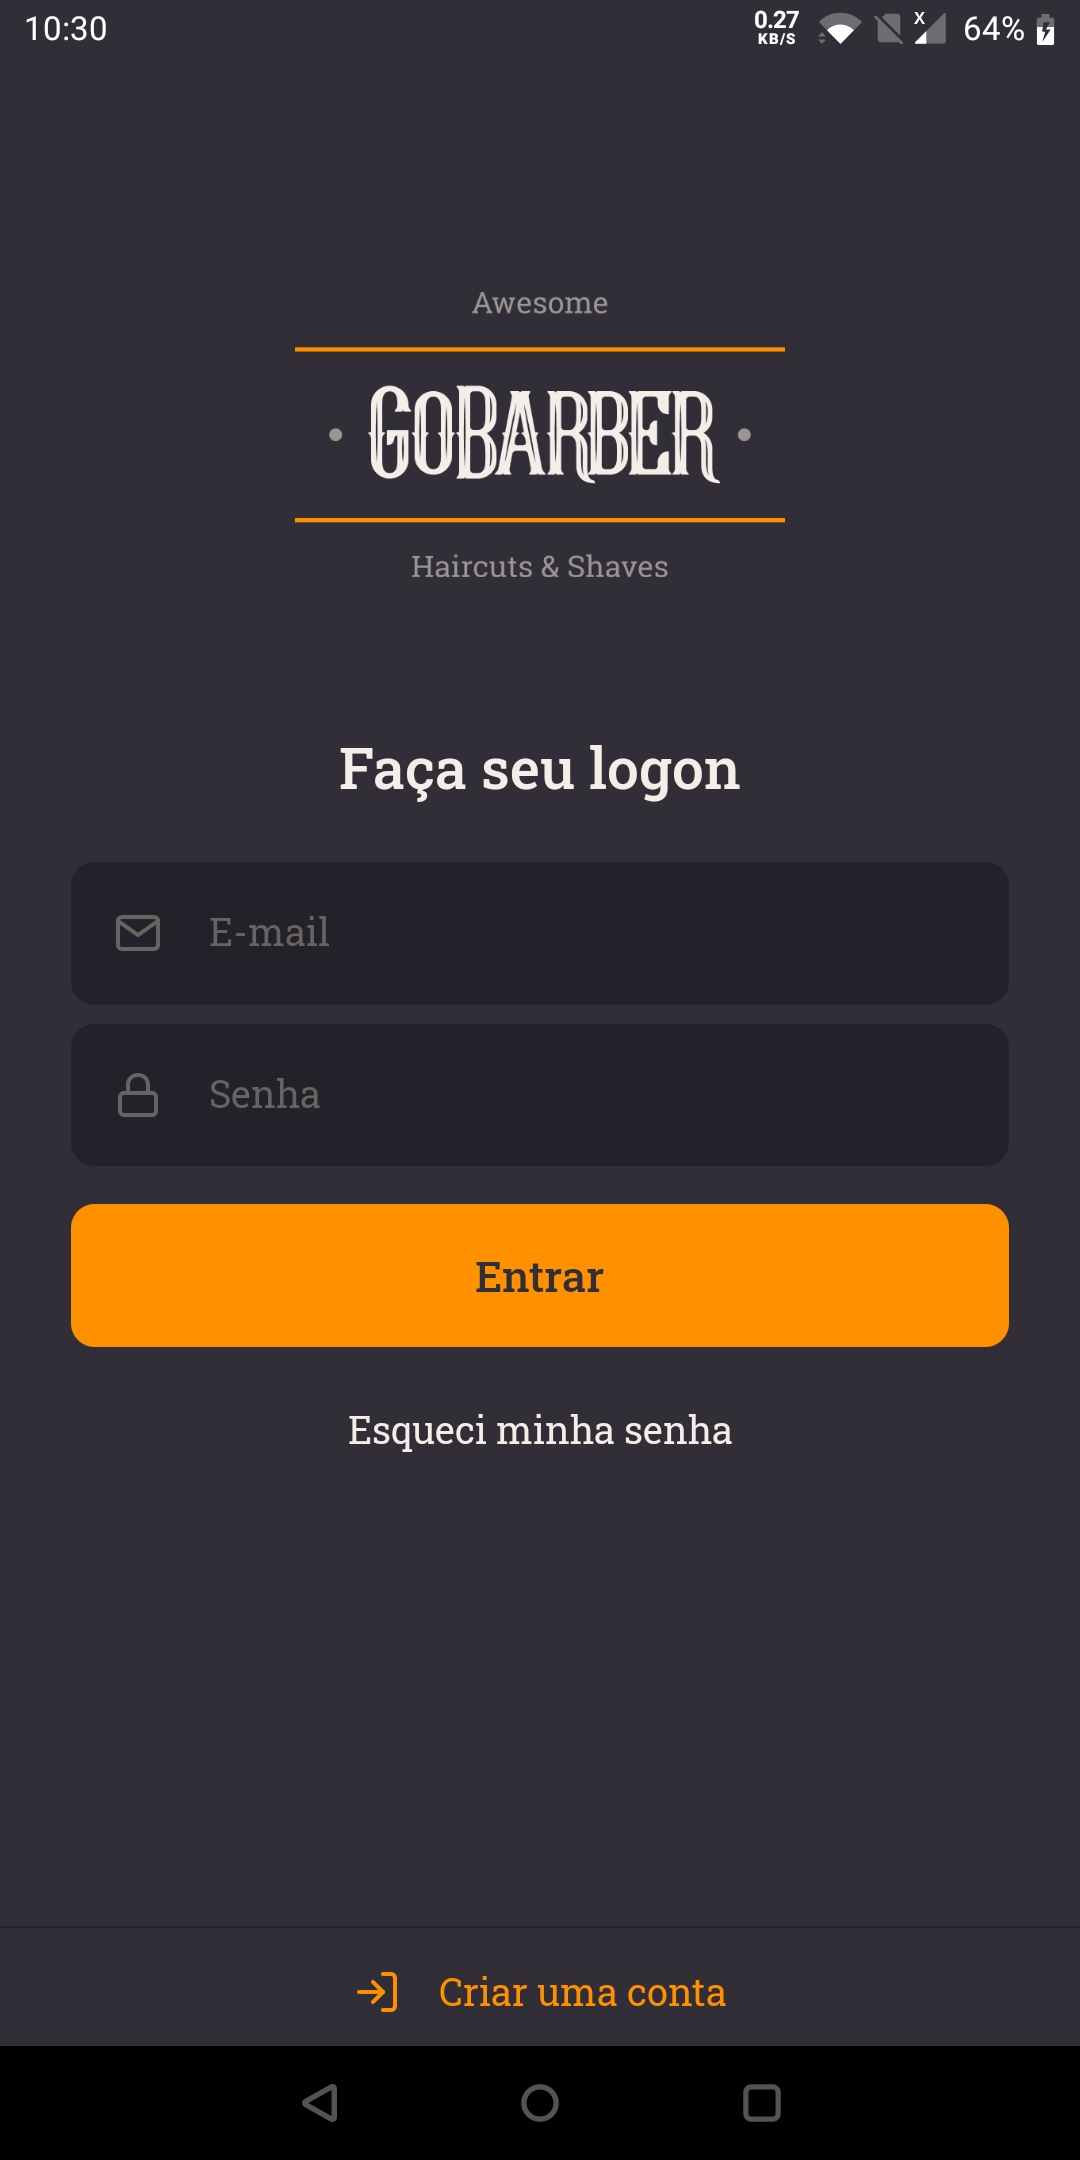 10:30 0.27 KB/S X 64%
Awesome
GOBARBER
Haircuts & Shaves
Faça seu logon
E-mail
Senha
Entrar
Esqueci minha senha
Criar uma conta